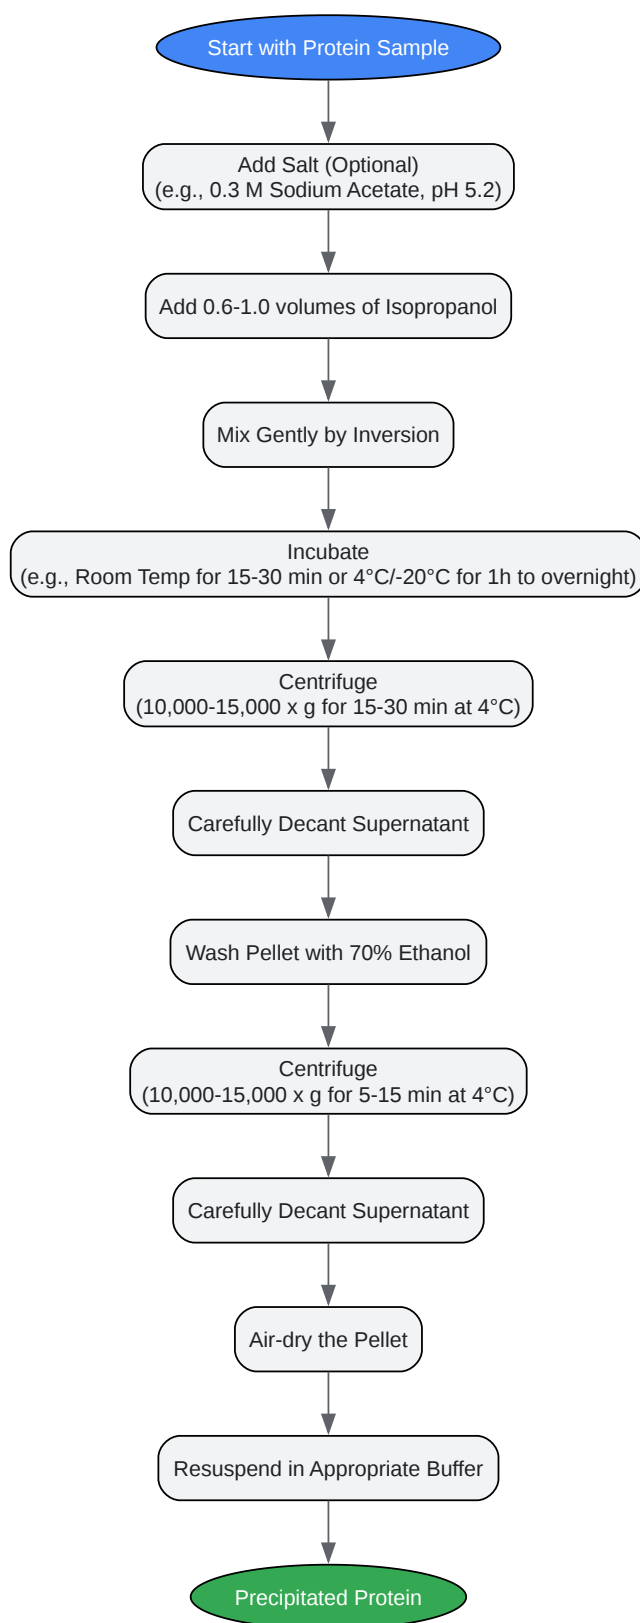 Start with Protein Sample
Add Salt (Optional)
(e.g., 0.3 M Sodium Acetate, pH 5.2)
Add 0.6-1.0 volumes of Isopropanol
Mix Gently by Inversion
Incubate
(e.g., Room Temp for 15-30 min or 4°C/-20°C for 1h to overnight)
Centrifuge
(10,000-15,000 x g for 15-30 min at 4°C)
Carefully Decant Supernatant
Wash Pellet with 70% Ethanol
Centrifuge
(10,000-15,000 x g for 5-15 min at 4°C)
Carefully Decant Supernatant
Air-dry the Pellet
Resuspend in Appropriate Buffer
Precipitated Protein